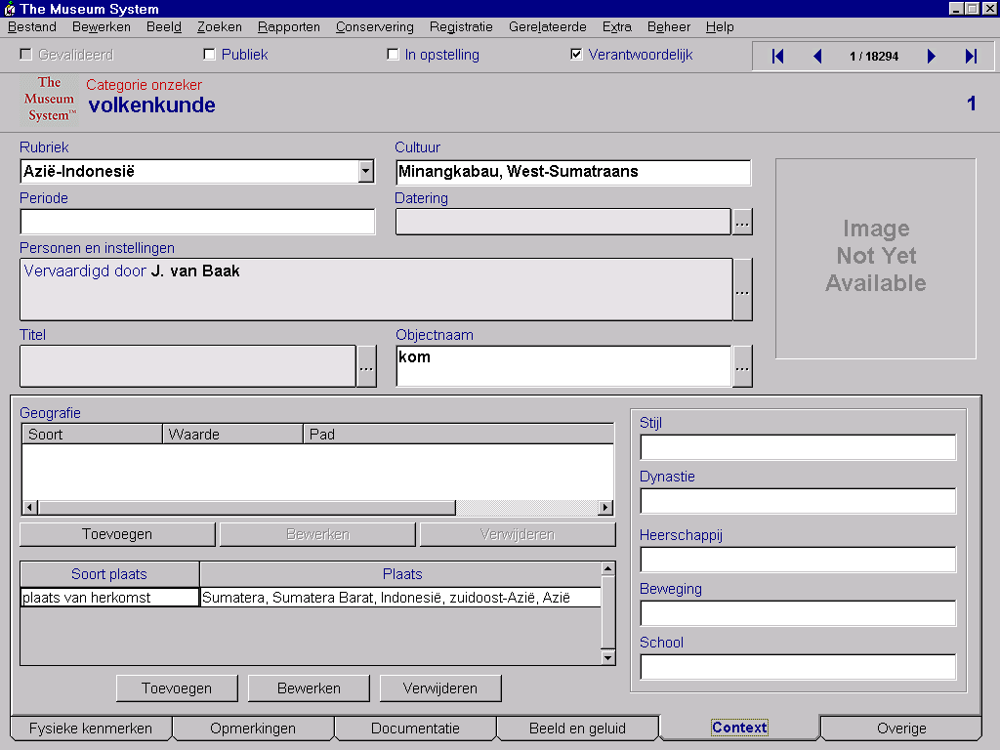 The Museum System
Bestand Bewerken Beeld Zoeken Rapporten Conservering Registratie Gerelateerde Extra Beheer Help
Gevalideerd Publiek In opstelling Verantwoordelijk 1 / 18294
The
Museum
System™
Categorie onzeker
volkenkunde
1
Rubriek Cultuur
Azië-Indonesië Minangkabau, West-Sumatraans
Periode Datering
...
Image
Not Yet
Available
Personen en instellingen
Vervaardigd door J. van Baak
...
Titel Objectnaam
kom
... ...
Geografie
Soort Waarde Pad
Toevoegen Bewerken Verwijderen
Soort plaats Plaats
plaats van herkomst Sumatera, Sumatera Barat, Indonesië, zuidoost-Azië, Azië
Toevoegen Bewerken Verwijderen
Stijl
Dynastie
Heerschappij
Beweging
School
Fysieke kenmerken Opmerkingen Documentatie Beeld en geluid Context Overige